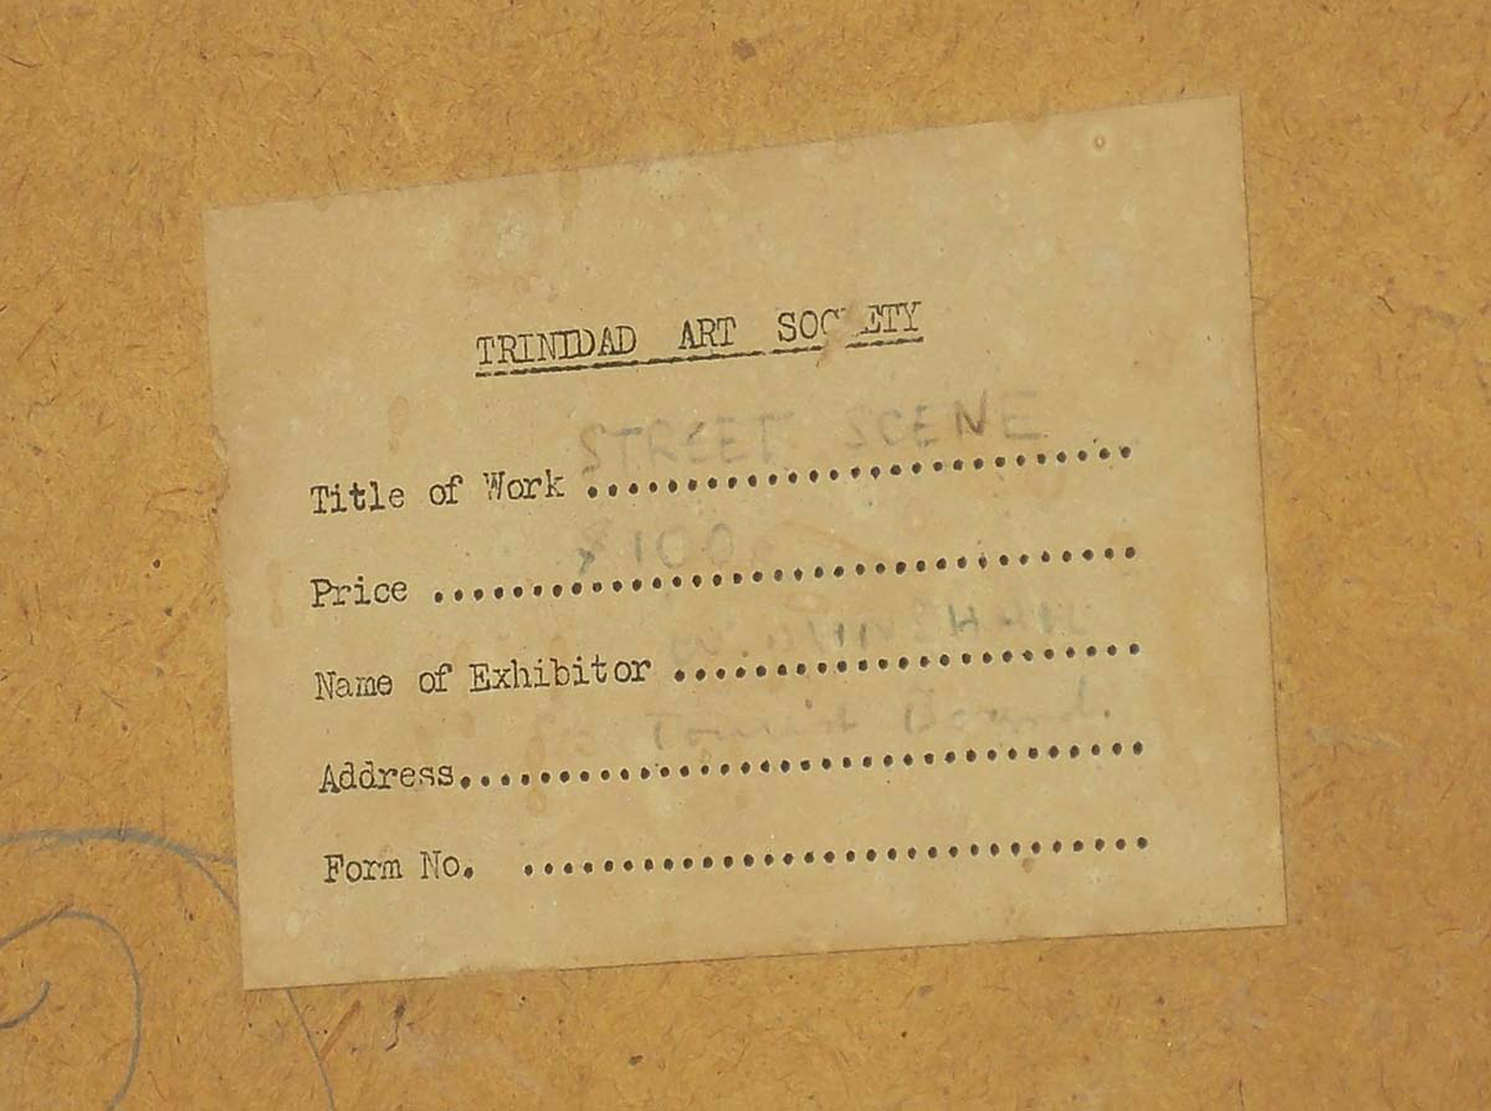 TRINIDAD ART SOCIETY
STREET SCENE
Title of Work ............................
$100
Price ...................................
Name of Exhibitor ........................
Tourist Board.
Address...................................
Form No. ................................